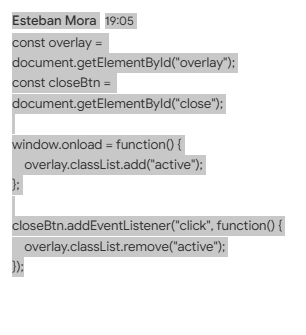 Esteban Mora 19:05
const overlay =
document.getElementById("overlay");
const closeBtn =
document.getElementById("close");
window.onload = function() {
overlay.classList.add("active");
};
closeBtn.addEventListener("click", function() {
overlay.classList.remove("active");
});